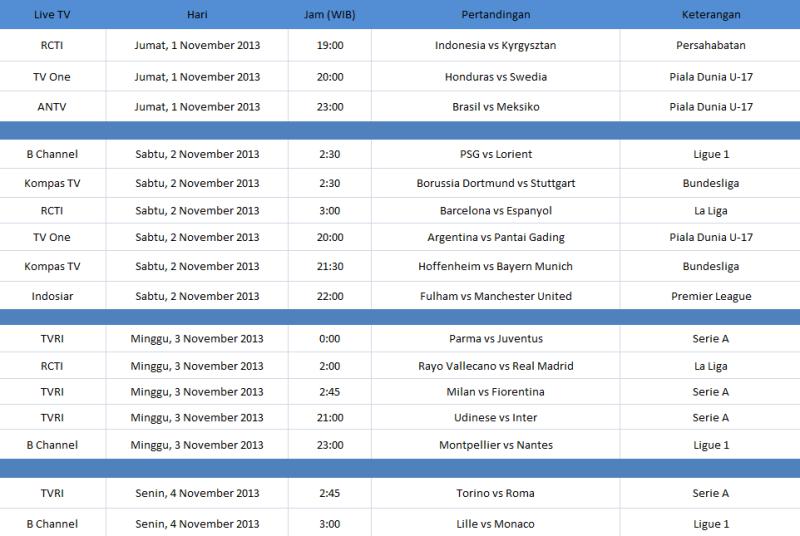 Live TV Hari Jam (WIB) Pertandingan Keterangan
RCTI Jumat, 1 November 2013 19:00 Indonesia vs Kyrgysztan Persahabatan
TV One Jumat, 1 November 2013 20:00 Honduras vs Swedia Piala Dunia U-17
ANTV Jumat, 1 November 2013 23:00 Brasil vs Meksiko Piala Dunia U-17
B Channel Sabtu, 2 November 2013 2:30 PSG vs Lorient Ligue 1
Kompas TV Sabtu, 2 November 2013 2:30 Borussia Dortmund vs Stuttgart Bundesliga
RCTI Sabtu, 2 November 2013 3:00 Barcelona vs Espanyol La Liga
TV One Sabtu, 2 November 2013 20:00 Argentina vs Pantai Gading Piala Dunia U-17
Kompas TV Sabtu, 2 November 2013 21:30 Hoffenheim vs Bayern Munich Bundesliga
Indosiar Sabtu, 2 November 2013 22:00 Fulham vs Manchester United Premier League
TVRI Minggu, 3 November 2013 0:00 Parma vs Juventus Serie A
RCTI Minggu, 3 November 2013 2:00 Rayo Vallecano vs Real Madrid La Liga
TVRI Minggu, 3 November 2013 2:45 Milan vs Fiorentina Serie A
TVRI Minggu, 3 November 2013 21:00 Udinese vs Inter Serie A
B Channel Minggu, 3 November 2013 23:00 Montpellier vs Nantes Ligue 1
TVRI Senin, 4 November 2013 2:45 Torino vs Roma Serie A
B Channel Senin, 4 November 2013 3:00 Lille vs Monaco Ligue 1